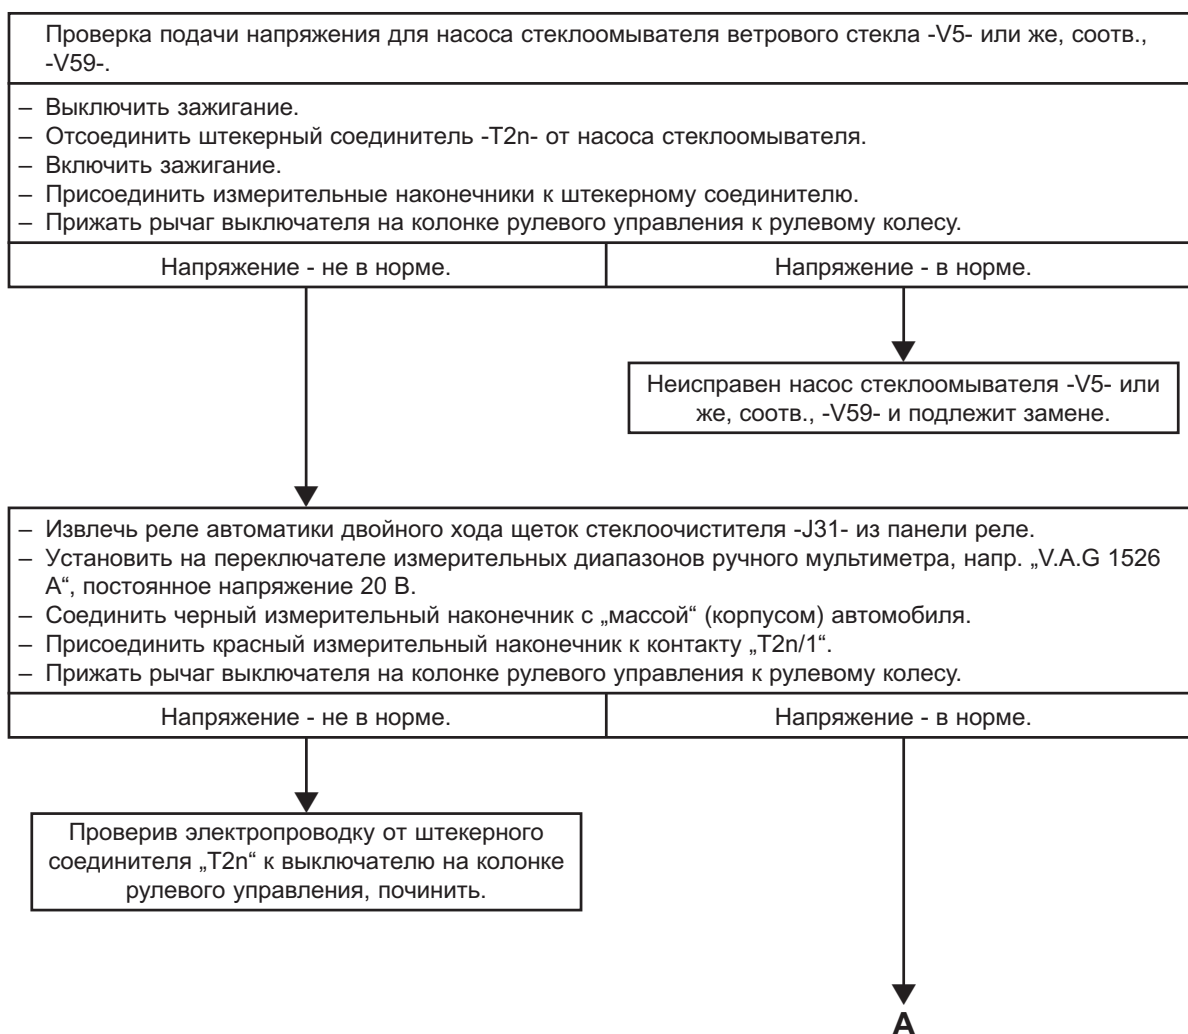 Проверка подачи напряжения для насоса стеклоомывателя ветрового стекла -V5- или же, соотв.,
-V59-.
– Выключить зажигание.
– Отсоединить штекерный соединитель -T2n- от насоса стеклоомывателя.
– Включить зажигание.
– Присоединить измерительные наконечники к штекерному соединителю.
– Прижать рычаг выключателя на колонке рулевого управления к рулевому колесу.
Напряжение - не в норме.
Напряжение - в норме.
Неисправен насос стеклоомывателя -V5- или
же, соотв., -V59- и подлежит замене.
– Извлечь реле автоматики двойного хода щеток стеклоочистителя -J31- из панели реле.
– Установить на переключателе измерительных диапазонов ручного мультиметра, напр. „V.A.G 1526
A“, постоянное напряжение 20 В.
– Соединить черный измерительный наконечник с „массой“ (корпусом) автомобиля.
– Присоединить красный измерительный наконечник к контакту „T2n/1“.
– Прижать рычаг выключателя на колонке рулевого управления к рулевому колесу.
Напряжение - не в норме.
Напряжение - в норме.
Проверив электропроводку от штекерного
соединителя „T2n“ к выключателю на колонке
рулевого управления, починить.
A